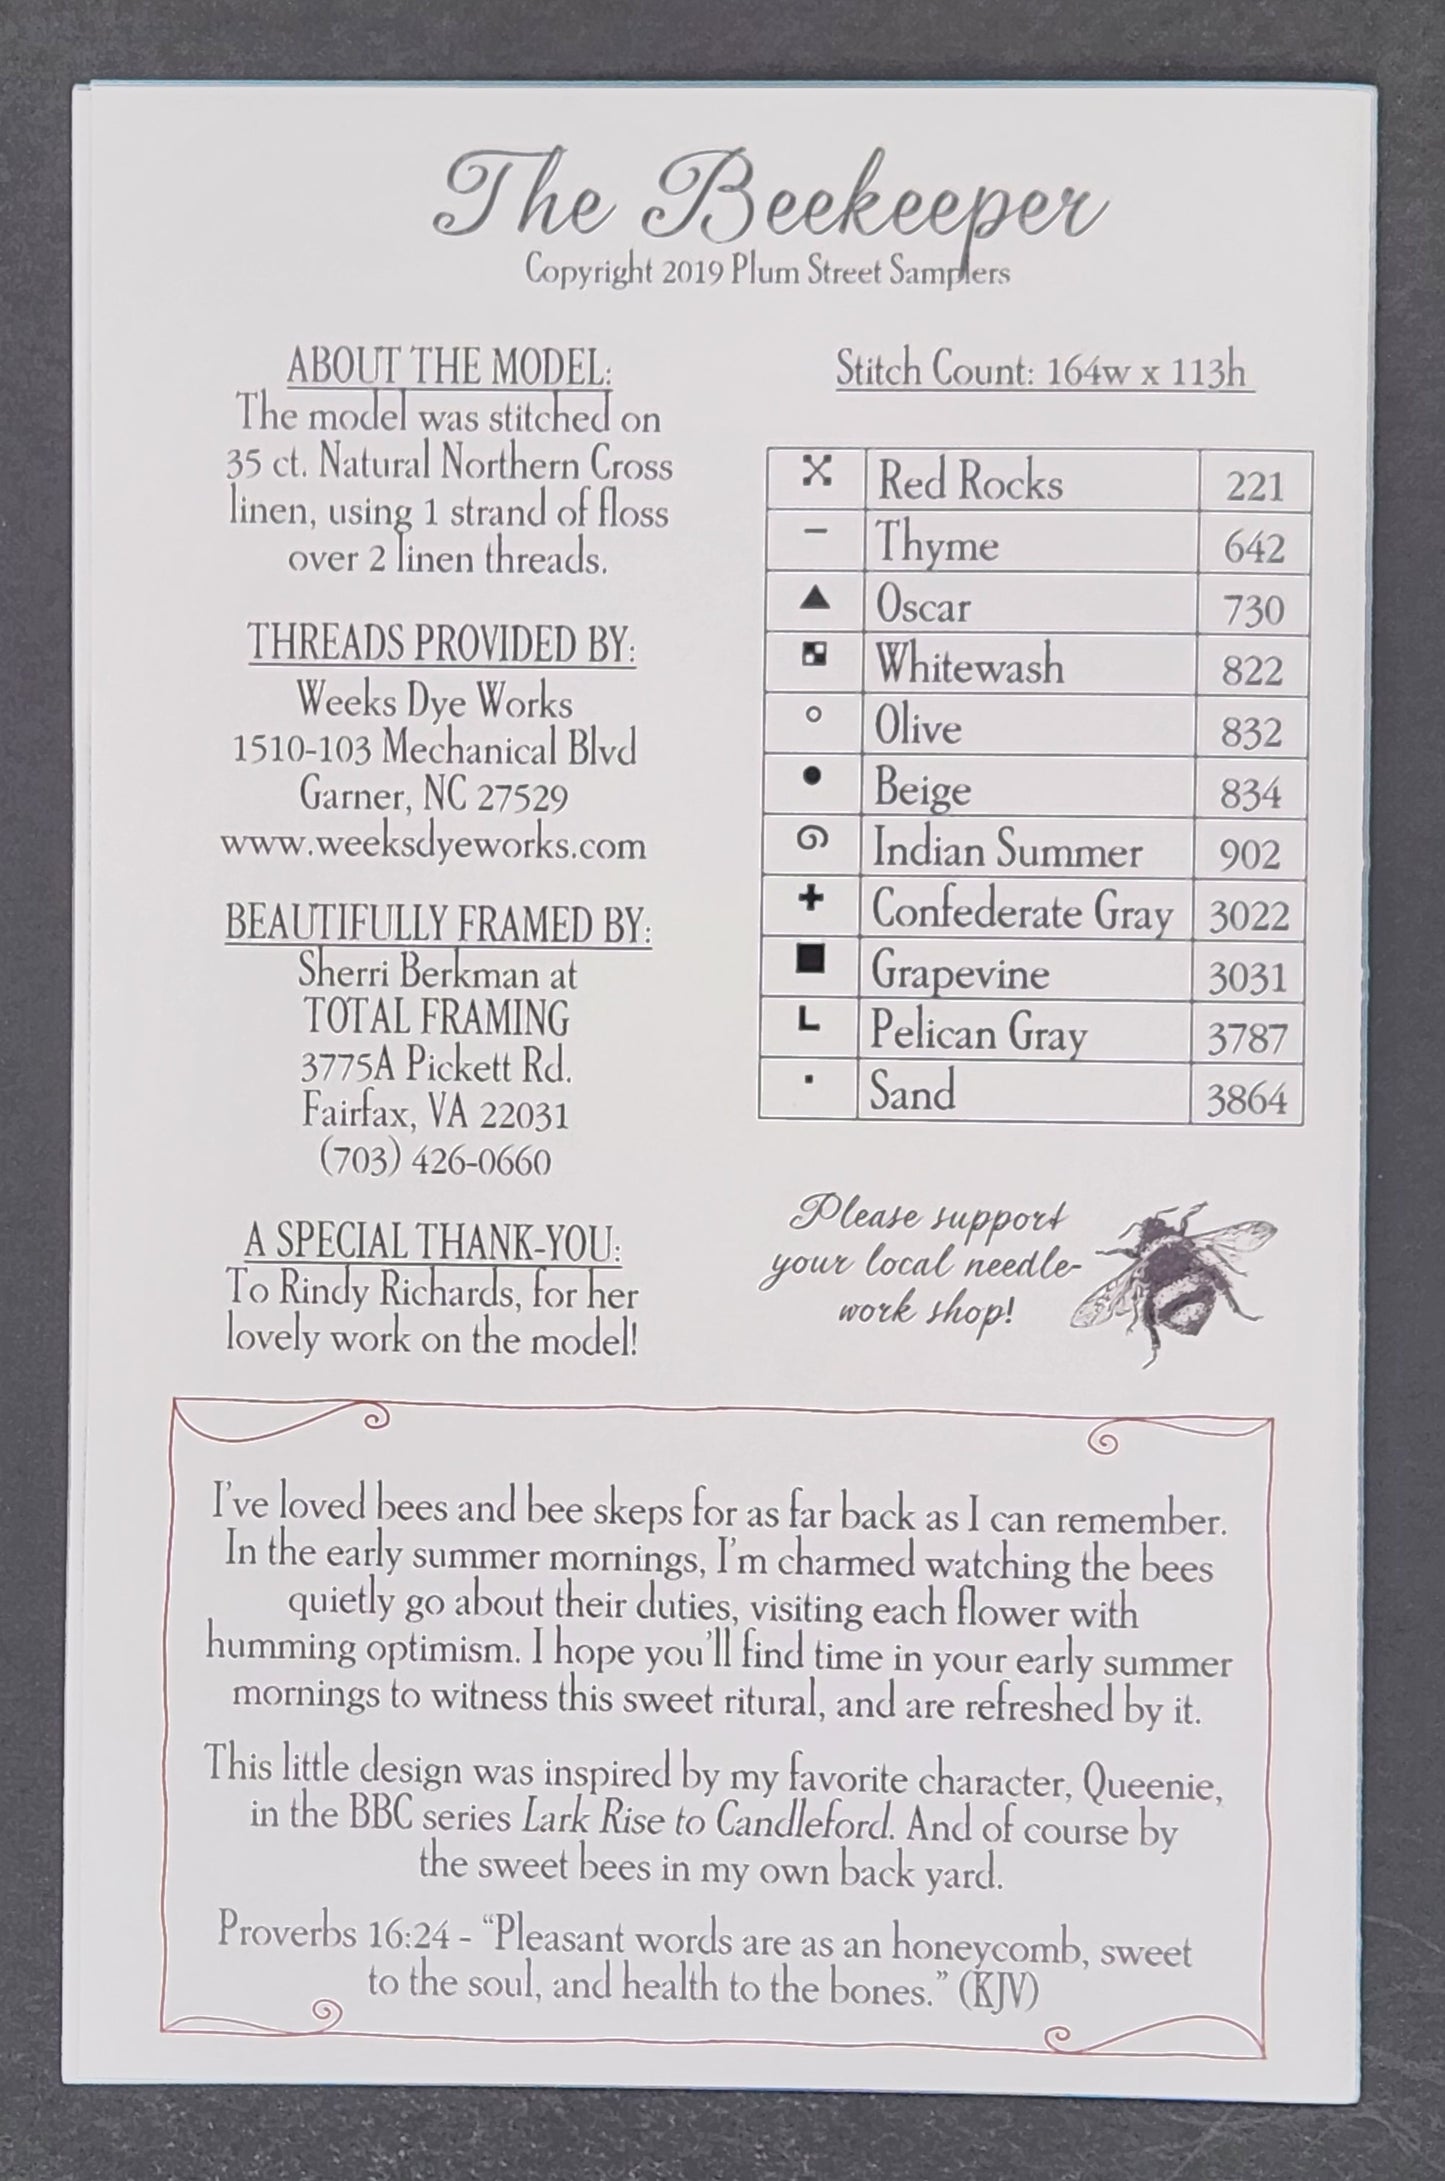 The Beekeeper
Copyright 2019 Plum Street Samplers
ABOUT THE MODEL:
The model was stitched on
35 ct. Natural Northern Cross
linen, using 1 strand of floss
over 2 linen threads.
THREADS PROVIDED BY:
Weeks Dye Works
1510-103 Mechanical Blvd
Garner, NC 27529
www.weeksdyeworks.com
BEAUTIFULLY FRAMED BY:
Sherri Berkman at
TOTAL FRAMING
3775A Pickett Rd.
Fairfax, VA 22031
(703) 426-0660
A SPECIAL THANK-YOU:
To Rindy Richards, for her
lovely work on the model!
Stitch Count: 164w x 113h
Red Rocks 221
Thyme 642
Oscar 730
Whitewash 822
Olive 832
Beige 834
Indian Summer 902
Confederate Gray 3022
Grapevine 3031
Pelican Gray 3787
Sand 3864
Please support
your local needle-
work shop!
I've loved bees and bee skeps for as far back as I can remember.
In the early summer mornings, I'm charmed watching the bees
quietly go about their duties, visiting each flower with
humming optimism. I hope you'll find time in your early summer
mornings to witness this sweet ritural, and are refreshed by it.
This little design was inspired by my favorite character, Queenie,
in the BBC series Lark Rise to Candleford. And of course by
the sweet bees in my own back yard.
Proverbs 16:24 - “Pleasant words are as an honeycomb, sweet
to the soul, and health to the bones.” (KJV)